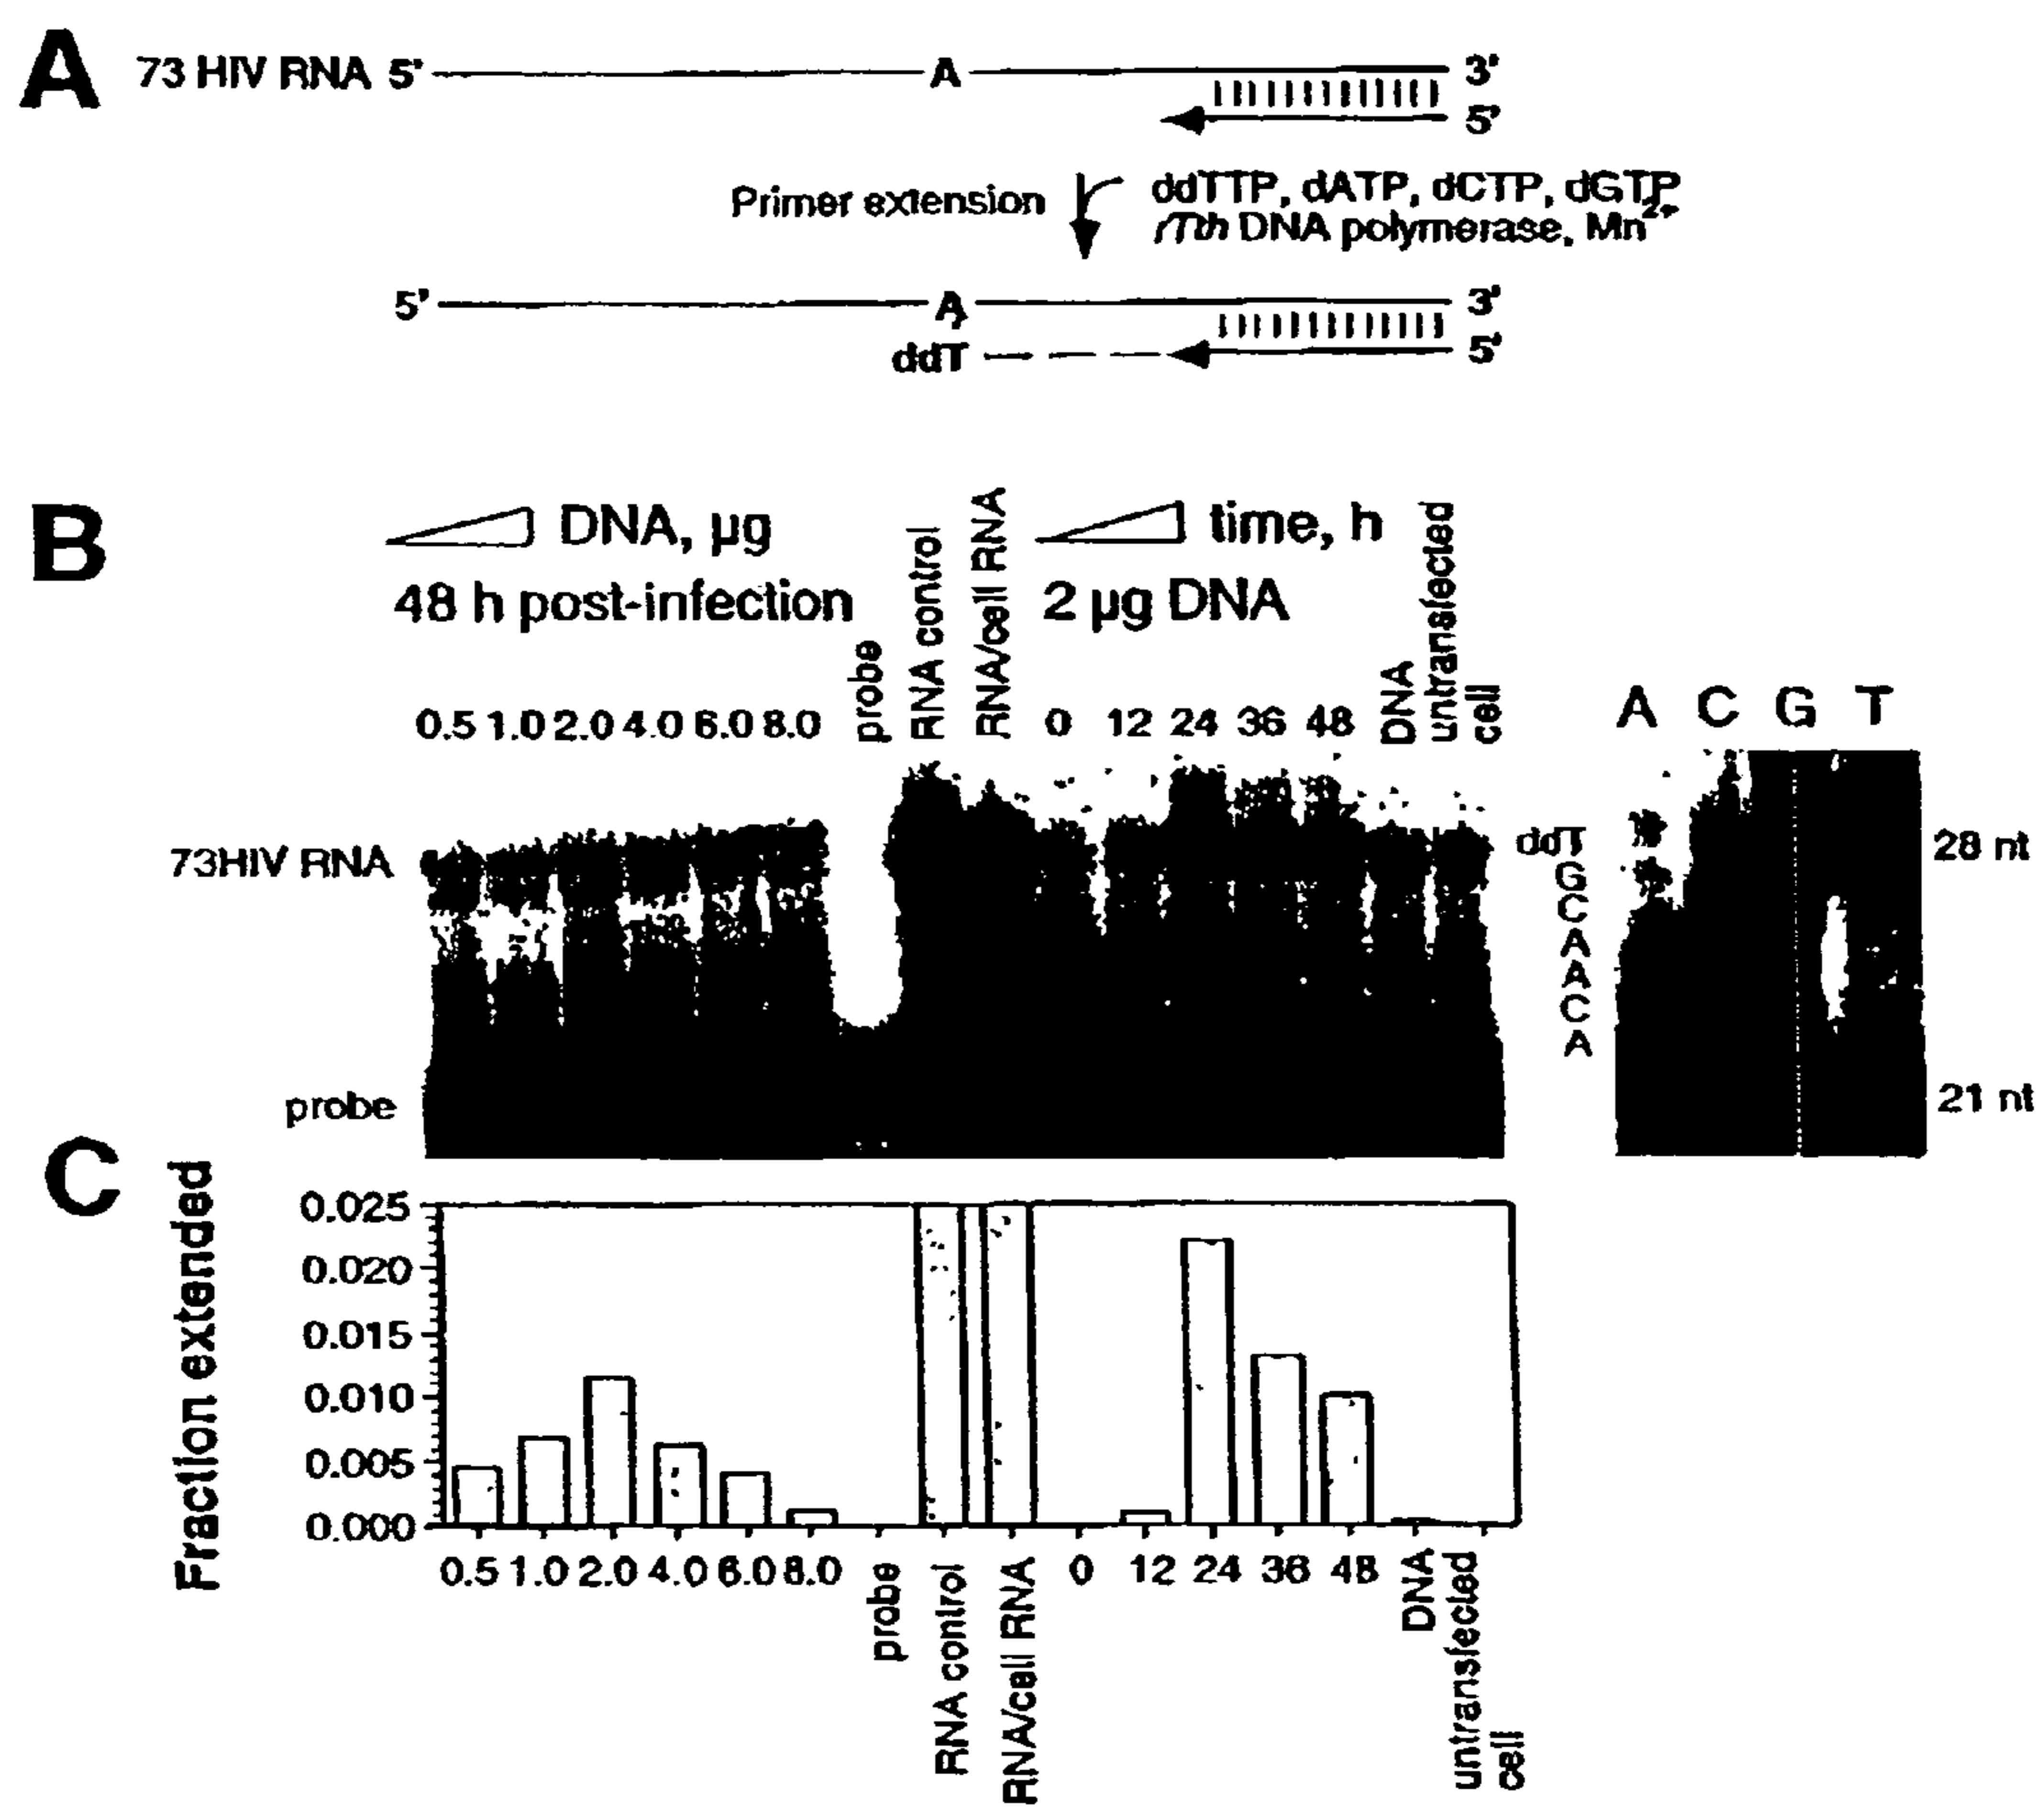 A
73 HIV RNA 5' A 3'
5'
Primer extension
ddTTP, dATP, dCTP, dGTP
rTth DNA polymerase, Mn2+
5' A 3'
ddT 5'
B
DNA, µg
48 h post-infection
probe
RNA control
RNA/cell RNA
time, h
2 µg DNA
DNA
untransfected
cell
0.5 1.0 2.0 4.0 6.0 8.0
0 12 24 36 48
A C G T
73HIV RNA
probe
ddT
G
C
A
A
C
A
28 nt
21 nt
C
Fraction extended
0.025
0.020
0.015
0.010
0.005
0.000
0.5 1.0 2.0 4.0 6.0 8.0
probe
RNA control
RNA/cell RNA
0 12 24 36 48
DNA
untransfected
cell